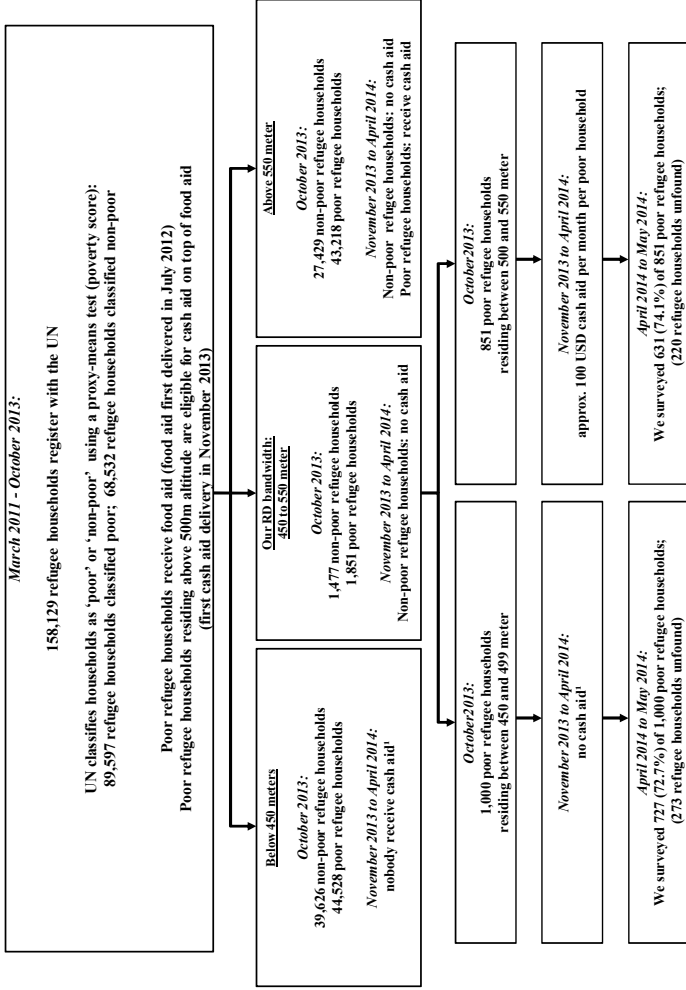 March 2011 - October 2013:
158,129 refugee households register with the UN
UN classifies households as ‘poor’ or ‘non-poor’ using a proxy-means test (poverty score):
89,597 refugee households classified poor; 68,532 refugee households classified non-poor
Poor refugee households receive food aid (food aid first delivered in July 2012)
Poor refugee households residing above 500m altitude are eligible for cash aid on top of food aid
(first cash aid delivery in November 2013)
Below 450 meters
October 2013:
39,626 non-poor refugee households
44,528 poor refugee households
November 2013 to April 2014:
nobody receive cash aid¹
Our RD bandwidth:
450 to 550 meter
October 2013:
1,477 non-poor refugee households
1,851 poor refugee households
November 2013 to April 2014:
Non-poor refugee households: no cash aid
Above 550 meter
October 2013:
27,429 non-poor refugee households
43,218 poor refugee households
November 2013 to April 2014:
Non-poor refugee households: no cash aid
Poor refugee households: receive cash aid
October2013:
1,000 poor refugee households
residing between 450 and 499 meter
November 2013 to April 2014:
no cash aid¹
April 2014 to May 2014:
We surveyed 727 (72.7%) of 1,000 poor refugee households;
(273 refugee households unfound)
October2013:
851 poor refugee households
residing between 500 and 550 meter
November 2013 to April 2014:
approx. 100 USD cash aid per month per poor household
April 2014 to May 2014:
We surveyed 631 (74.1%) of 851 poor refugee households;
(220 refugee households unfound)